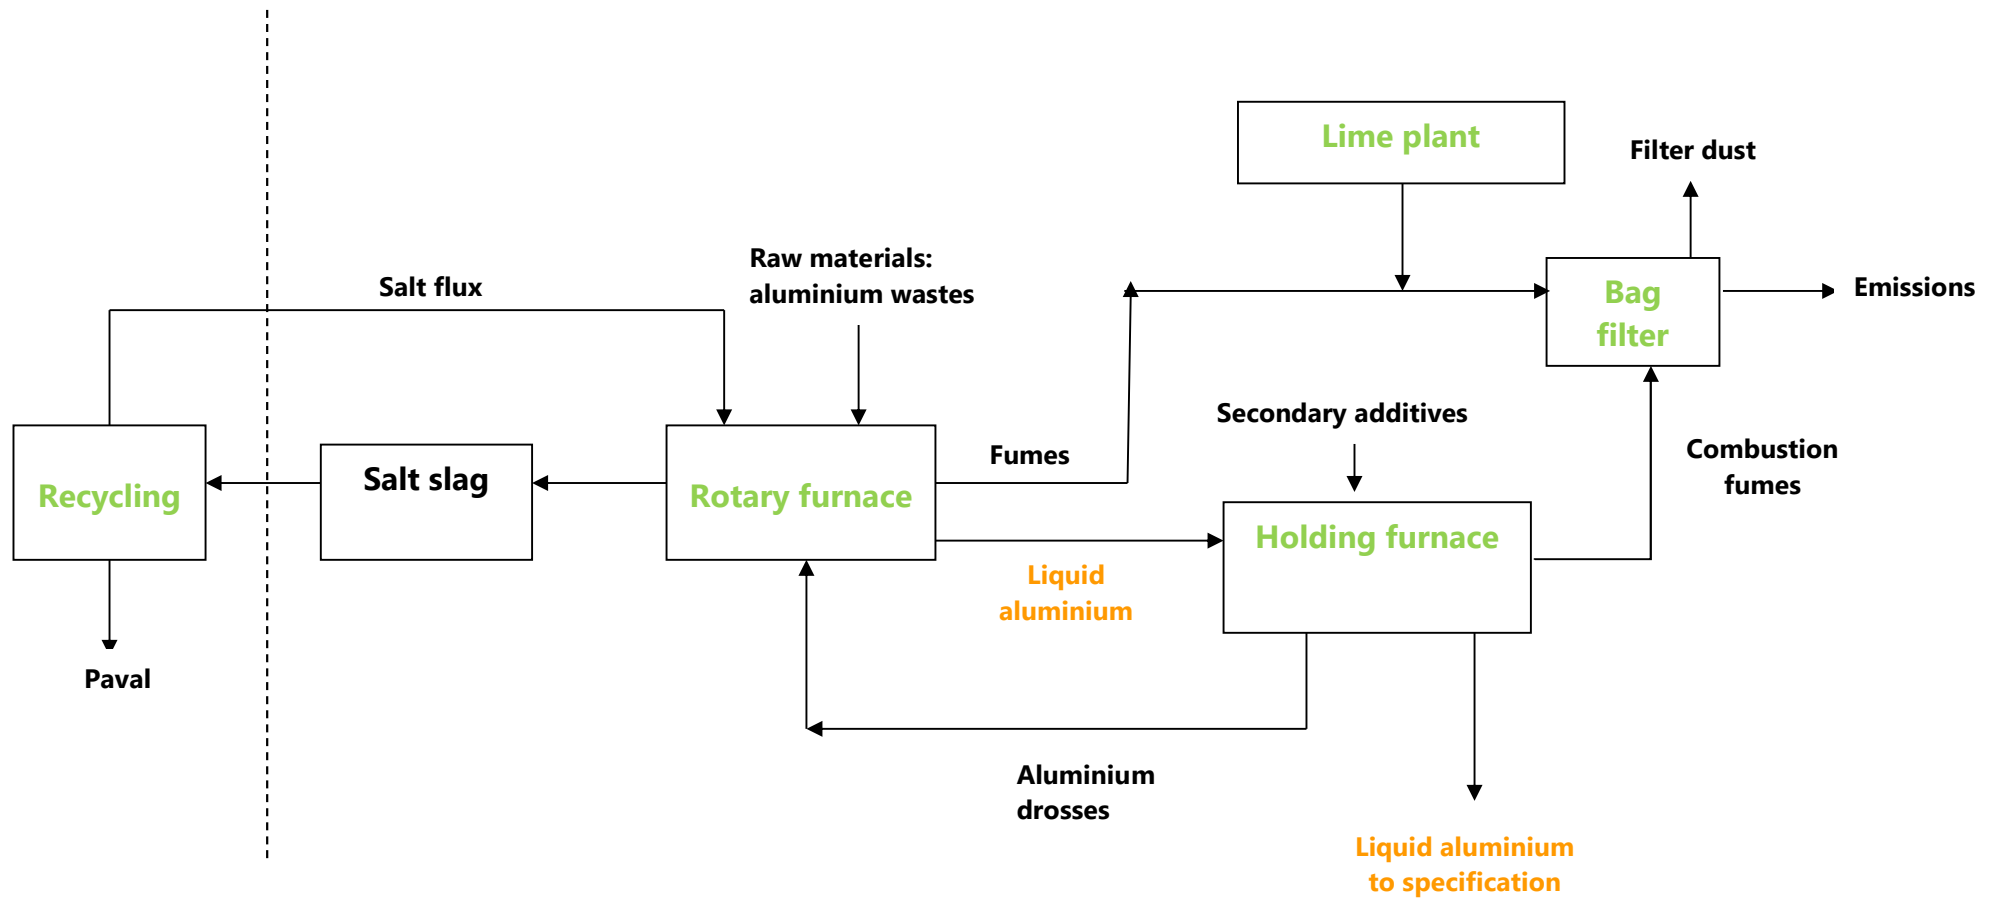 Lime plant
Filter dust
Raw materials:
aluminium wastes
Salt flux
Bag
filter
Emissions
Secondary additives
Fumes
Combustion
fumes
Recycling
Salt slag
Rotary furnace
Holding furnace
Liquid
aluminium
Paval
Aluminium
drosses
Liquid aluminium
to specification